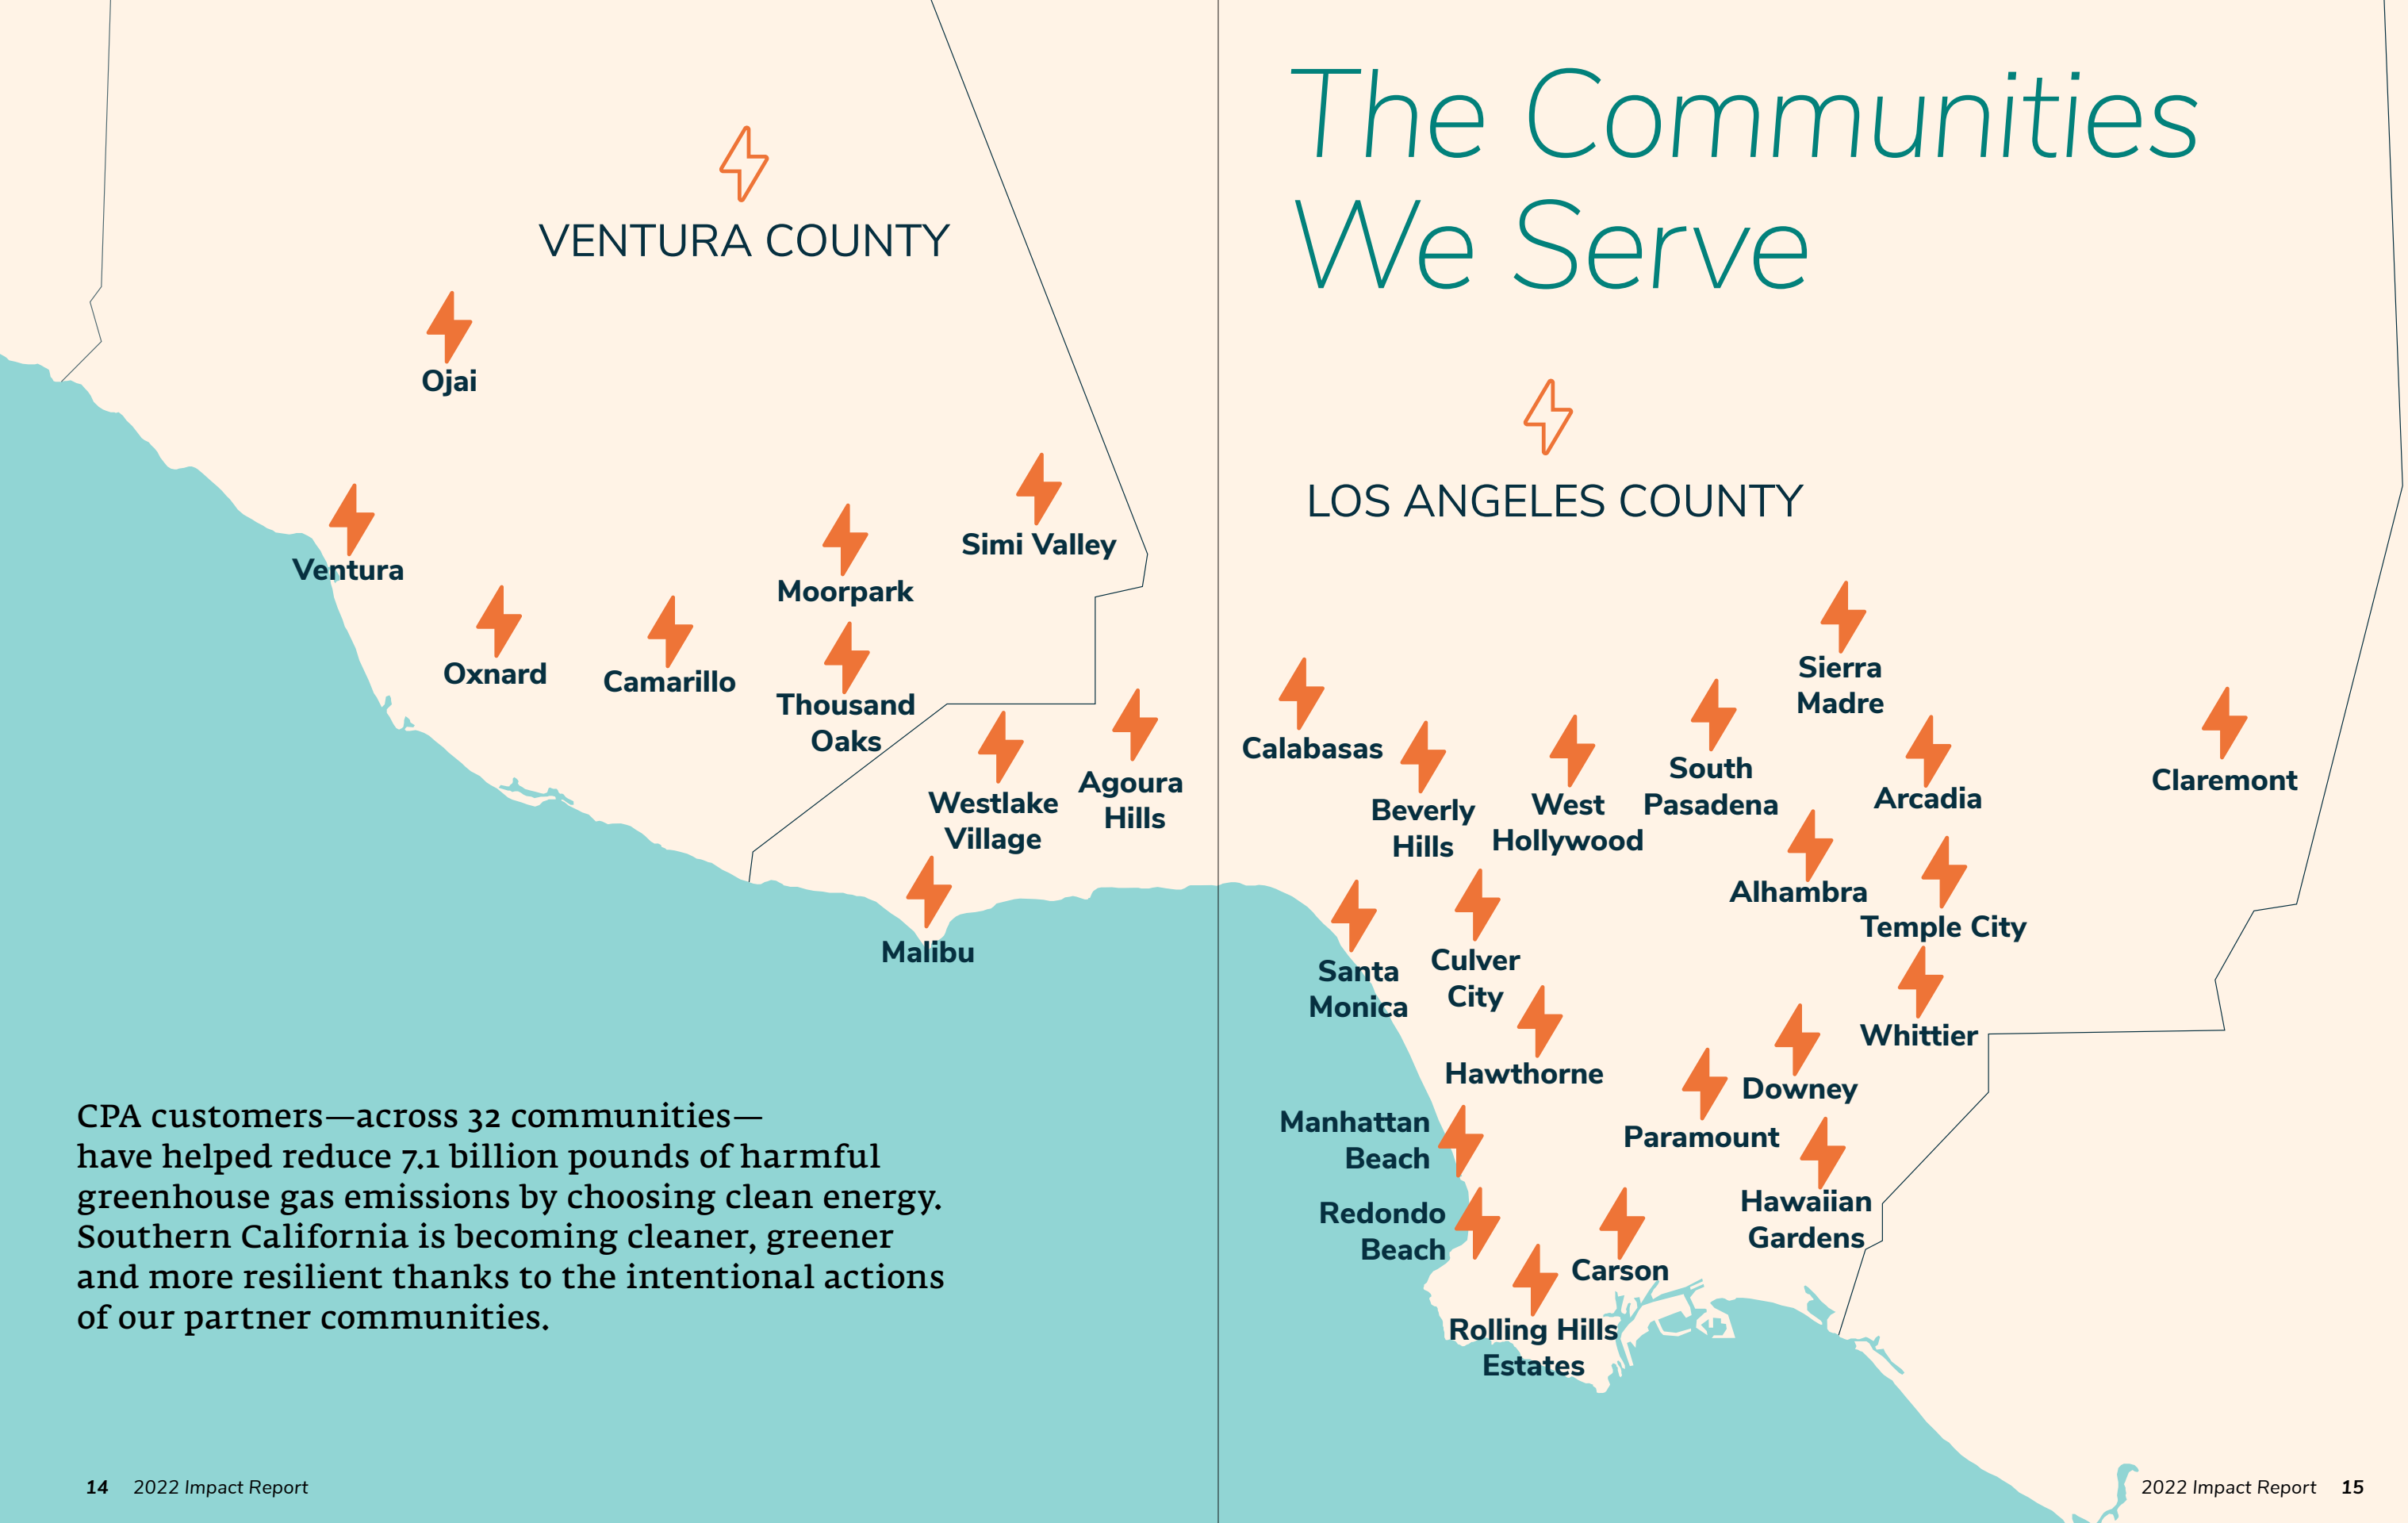 The Communities
We Serve
VENTURA COUNTY
Ojai
Ventura
Oxnard
Camarillo
Moorpark
Simi Valley
Thousand
Oaks
Westlake
Village
Agoura
Hills
Malibu
CPA customers—across 32 communities—
have helped reduce 7.1 billion pounds of harmful
greenhouse gas emissions by choosing clean energy.
Southern California is becoming cleaner, greener
and more resilient thanks to the intentional actions
of our partner communities.
14 2022 Impact Report
LOS ANGELES COUNTY
Calabasas
Beverly
Hills
West
Hollywood
South
Pasadena
Sierra
Madre
Arcadia
Claremont
Alhambra
Temple City
Santa
Monica
Culver
City
Whittier
Hawthorne
Downey
Manhattan
Beach
Paramount
Redondo
Beach
Hawaiian
Gardens
Carson
Rolling Hills
Estates
2022 Impact Report 15